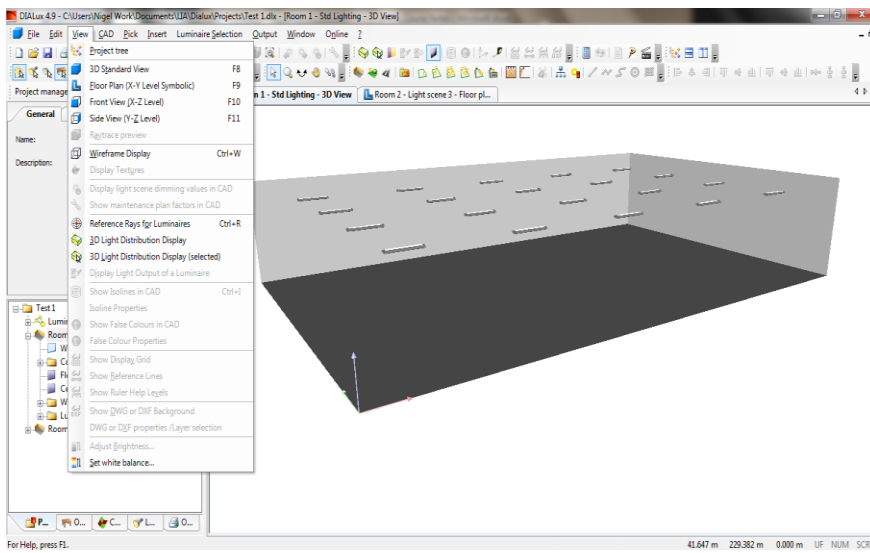 DIALux 4.9 - C:\Users\Nigel Work\Documents\LIA\Dialux\Projects\Test 1.dlx - [Room 1 - Std Lighting - 3D View]
File Edit View CAD Pick Insert Luminaire Selection Output Window Online ?
Project manage
m 1 - Std Lighting - 3D View
Room 2 - Light scene 3 - Floor pl...
General
Name:
Description:
Project tree
3D Standard View F8
Floor Plan (X-Y Level Symbolic) F9
Front View (X-Z Level) F10
Side View (Y-Z Level) F11
Raytrace preview
Wireframe Display Ctrl+W
Display Textures
Display light scene dimming values in CAD
Show maintenance plan factors in CAD
Reference Rays for Luminaires Ctrl+R
3D Light Distribution Display
3D Light Distribution Display (selected)
Display Light Output of a Luminaire
Show Isolines in CAD Ctrl+I
Isoline Properties
Show False Colours in CAD
False Colour Properties
Show Display Grid
Show Reference Lines
Show Ruler Help Levels
Show DWG or DXF Background
DWG or DXF properties /Layer selection
Adjust Brightness...
Set white balance...
Test1
Lumin
Room
W
Co
Fl
Ce
W
Lu
Room
P...
O...
C...
L...
O...
For Help, press F1.
41.647 m 229.382 m 0.000 m UF NUM SCR